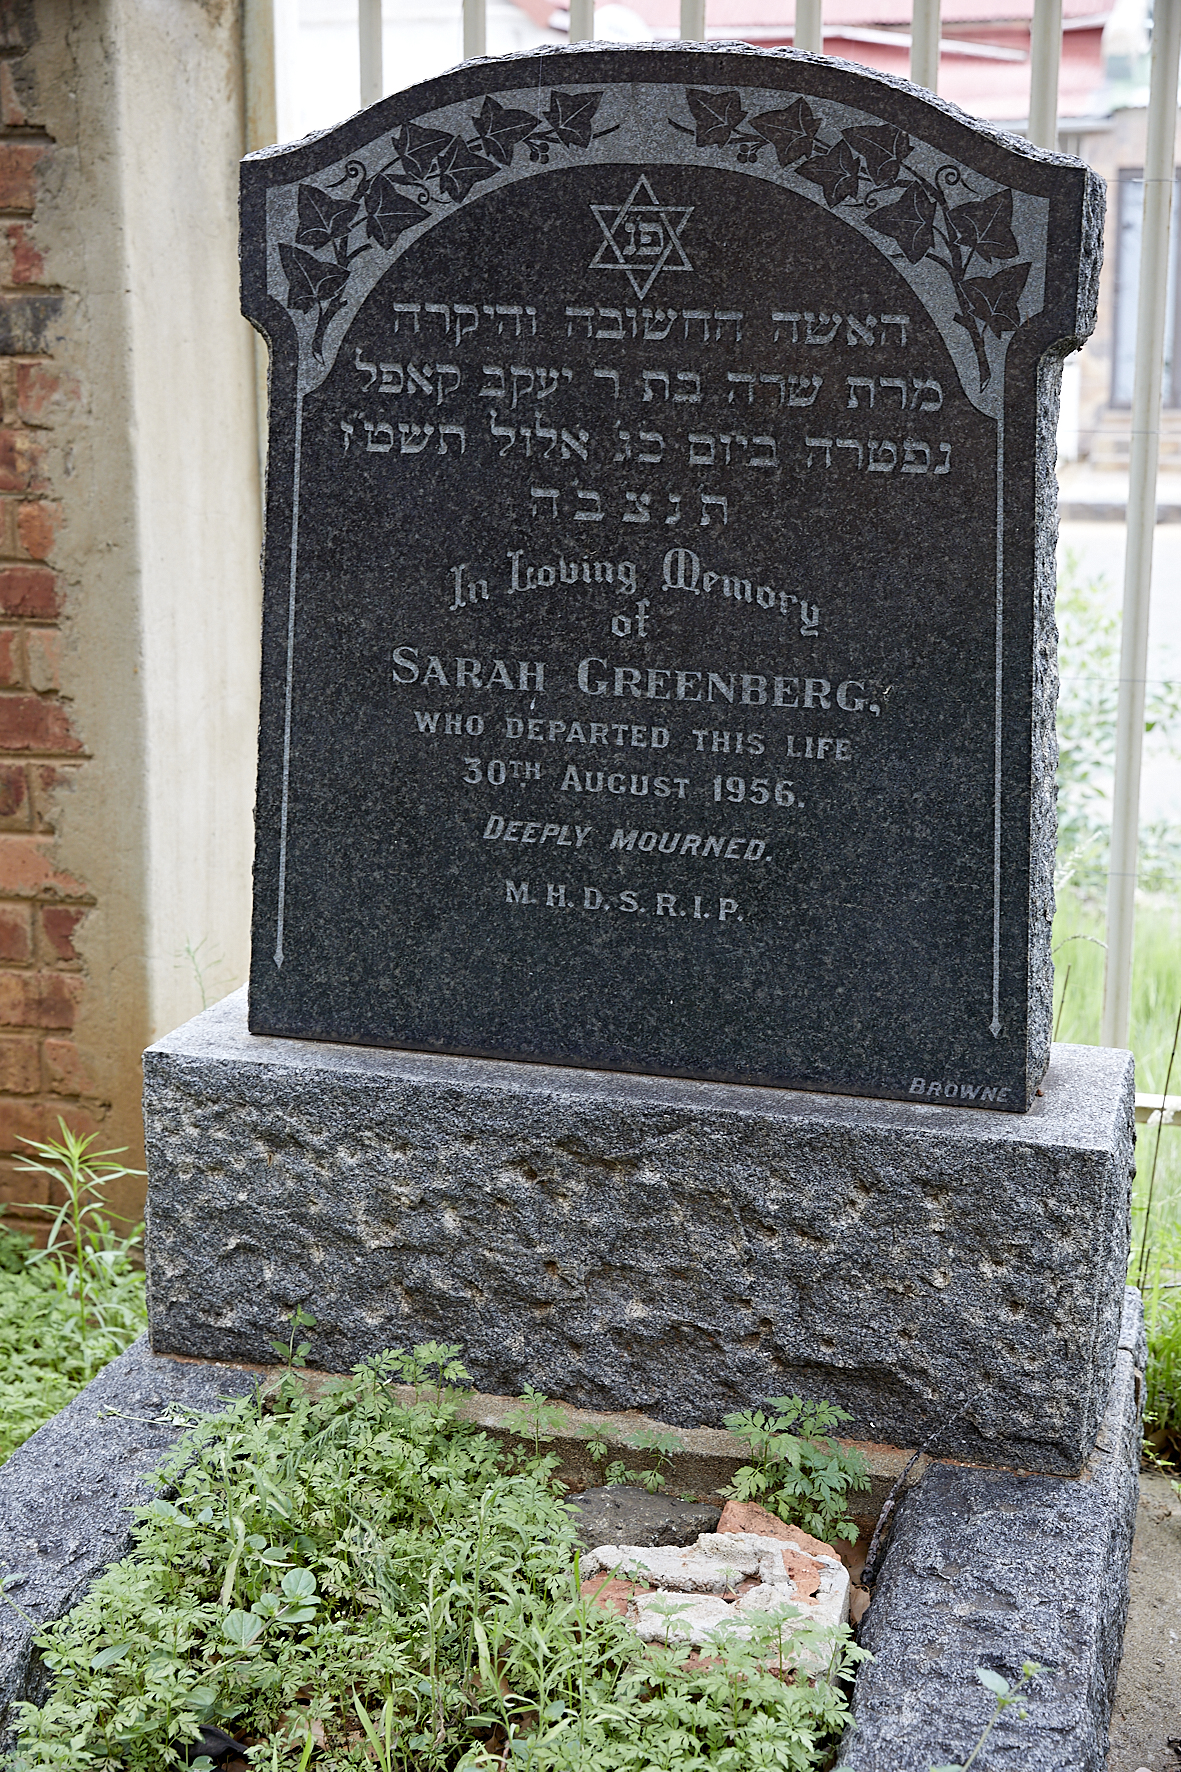 פ״נ
האשה החשובה והיקרה
מרת שרה בת ר יעקב קאפל
נפטרה ביום כג׳ אלול תשט״ז
ת׳נ׳צ׳ב׳ה
In Loving Memory
of
SARAH GREENBERG,
WHO DEPARTED THIS LIFE
30TH AUGUST 1956.
DEEPLY MOURNED.
M.H.D.S.R.I.P.
BROWNE